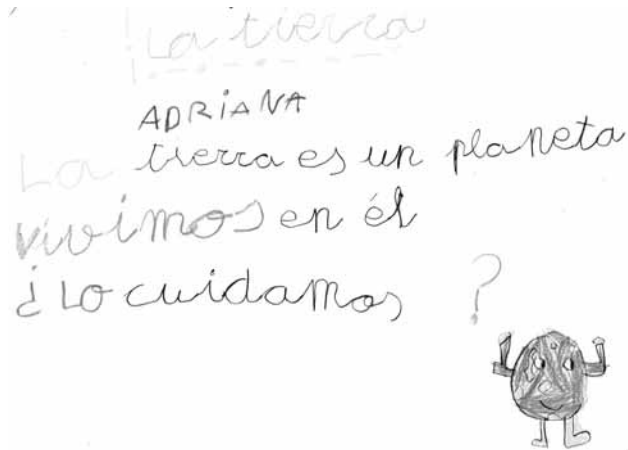 ¡La tierra
ADRIANA
La tierra es un planeta
vivimos en él
¿Lo cuidamos ?